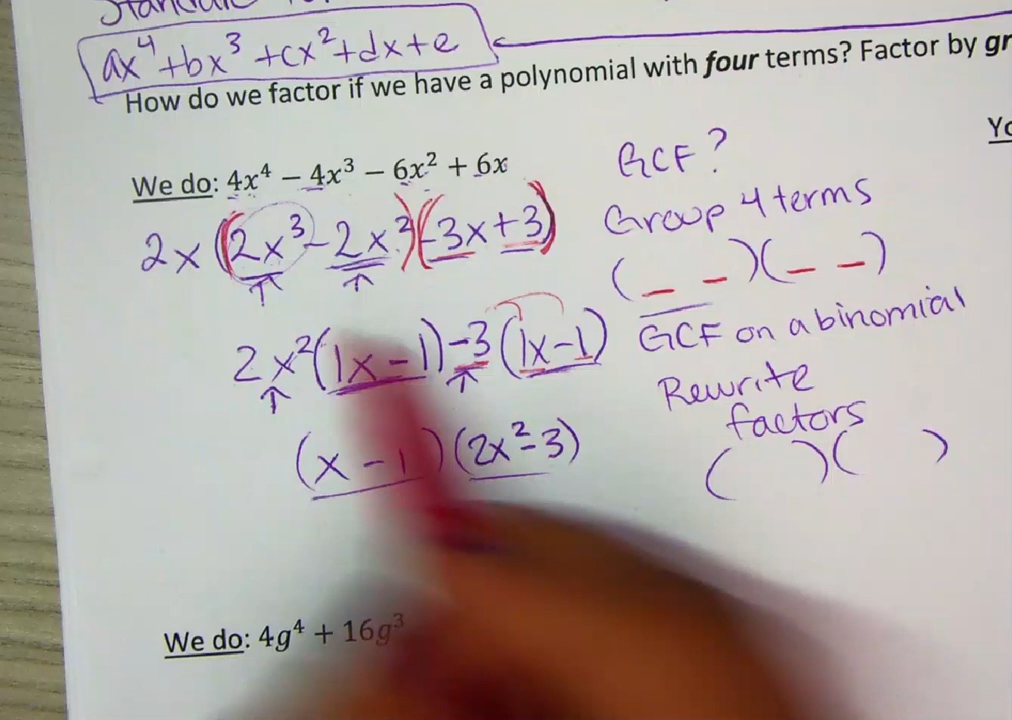 ax⁴+bx³+cx²+dx+e
How do we factor if we have a polynomial with four terms? Factor by
We do: 4x⁴ − 4x³ − 6x² + 6x
GCF?
2x(2x³-2x²)(-3x+3)
Group 4 terms
(_ _)(_ _)
2x²(1x-1)-3(1x-1)
GCF on a binomial
Rewrite
factors
(x-1)(2x²-3)
( )( )
We do: 4g⁴ + 16g³